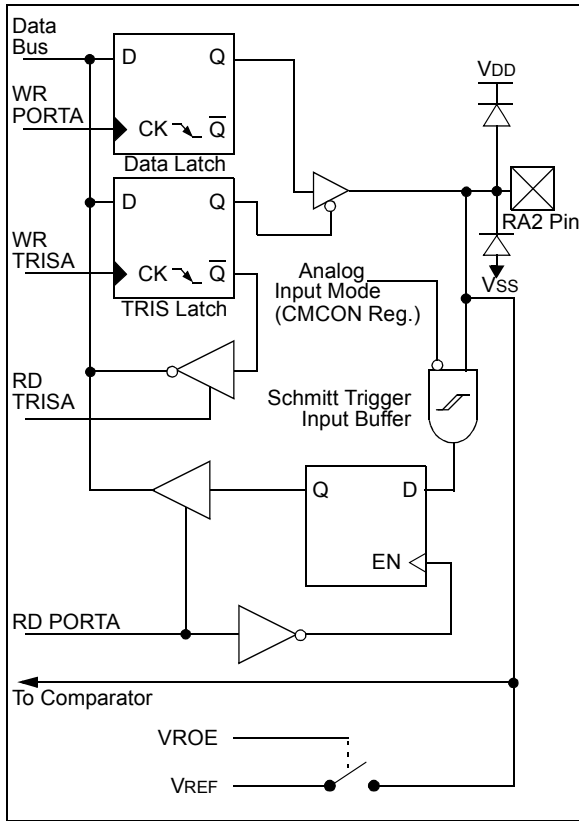 Data
Bus
D
Q
VDD
WR
PORTA
CK
Q
Data Latch
D
Q
RA2 Pin
WR
TRISA
CK
Q
VSS
TRIS Latch
Analog
Input Mode
(CMCON Reg.)
RD
TRISA
Schmitt Trigger
Input Buffer
Q
D
EN
RD PORTA
To Comparator
VROE
VREF